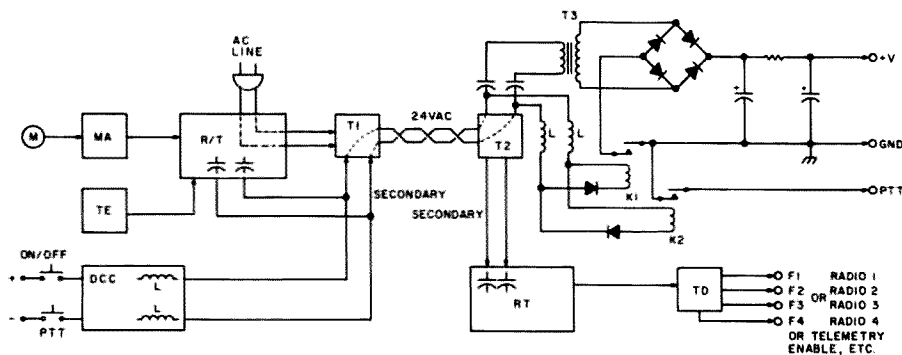 AC
LINE
T3
+V
24VAC
M
MA
R/T
T1
T2
L
L
GND
SECONDARY
TE
SECONDARY
K1
PTT
K2
ON/OFF
+
DCC
L
L
-
PTT
RT
TD
F1 RADIO 1
F2 OR RADIO 2
F3 RADIO 3
F4 RADIO 4
OR TELEMETRY
ENABLE, ETC.
+
+